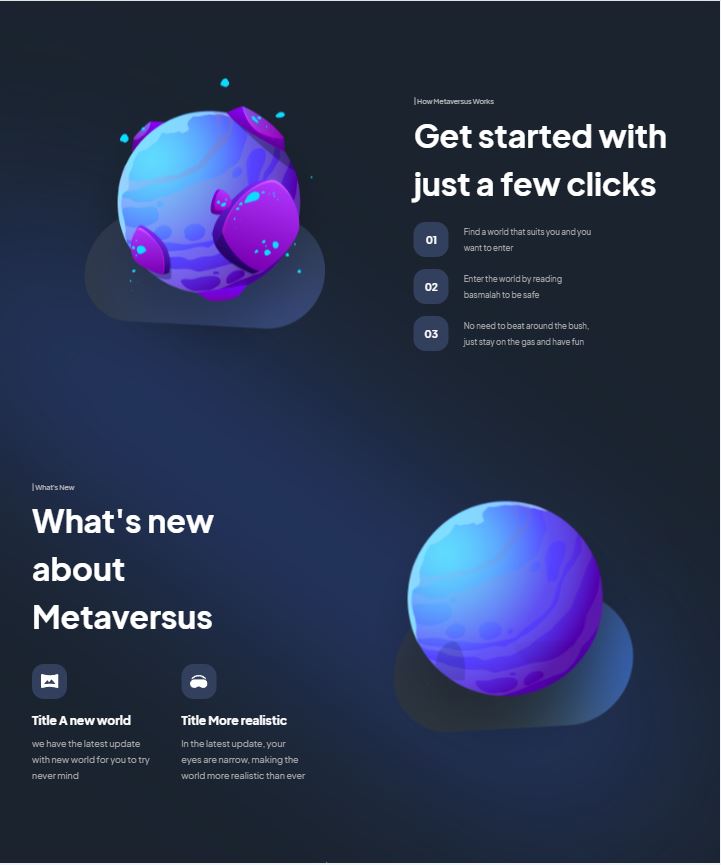 | How Metaversus Works
Get started with
just a few clicks
01
Find a world that suits you and you
want to enter
02
Enter the world by reading
basmalah to be safe
03
No need to beat around the bush,
just stay on the gas and have fun
| What's New
What's new
about
Metaversus
Title A new world
we have the latest update
with new world for you to try
never mind
Title More realistic
In the latest update, your
eyes are narrow, making the
world more realistic than ever